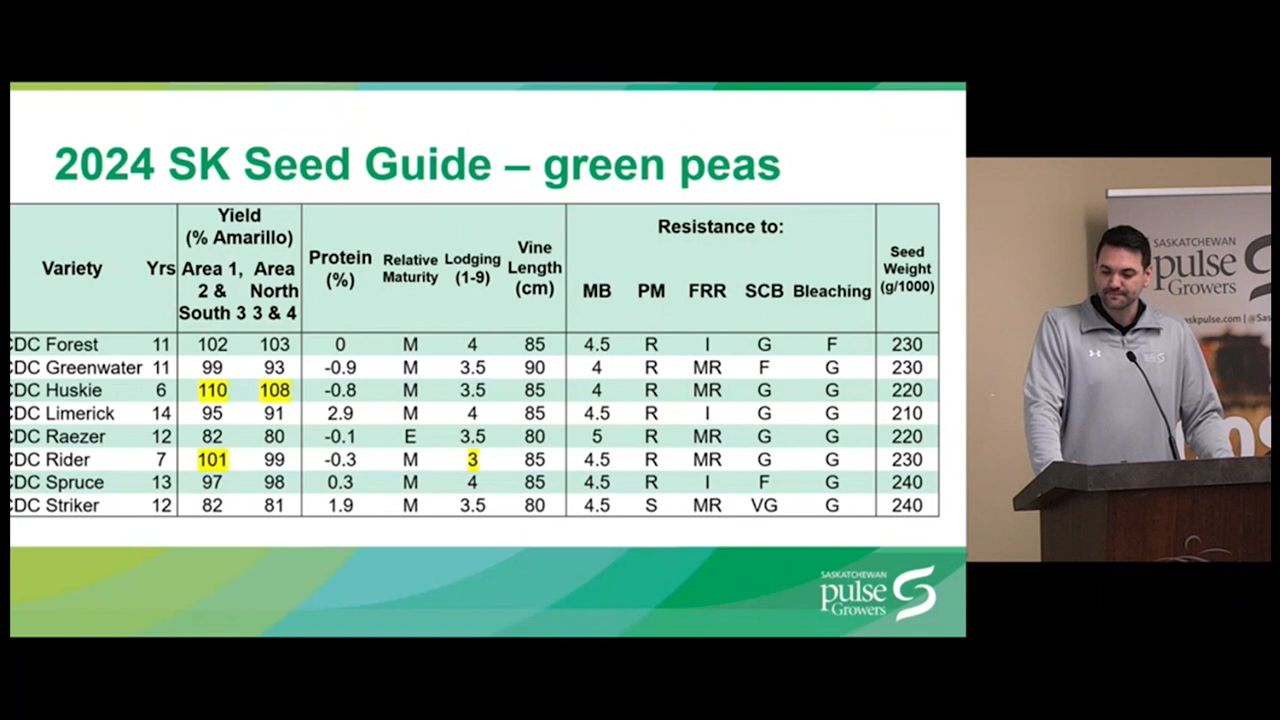 2024 SK Seed Guide – green peas
Variety Yrs Yield (% Amarillo) Area 1, 2 & South 3 Area North 3 & 4 Protein (%) Relative Maturity Lodging (1-9) Vine Length (cm) Resistance to: MB PM FRR SCB Bleaching Seed Weight (g/1000)
CDC Forest 11 102 103 0 M 4 85 4.5 R I G F 230
CDC Greenwater 11 99 93 -0.9 M 3.5 90 4 R MR F G 230
CDC Huskie 6 110 108 -0.8 M 3.5 85 4 R MR G G 220
CDC Limerick 14 95 91 2.9 M 4 85 4.5 R I G G 210
CDC Raezer 12 82 80 -0.1 E 3.5 80 5 R MR G G 220
CDC Rider 7 101 99 -0.3 M 3 85 4.5 R MR G G 230
CDC Spruce 13 97 98 0.3 M 4 85 4.5 R I F G 240
CDC Striker 12 82 81 1.9 M 3.5 80 4.5 S MR VG G 240
SASKATCHEWAN
pulse
Growers
SASKATCHEWAN
pulse
Growers
skpulse.com | @Sas